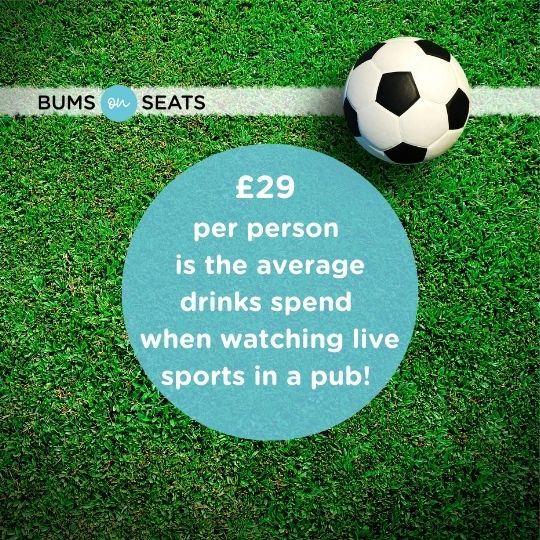 BUMS on SEATS
£29
per person
is the average
drinks spend
when watching live
sports in a pub!